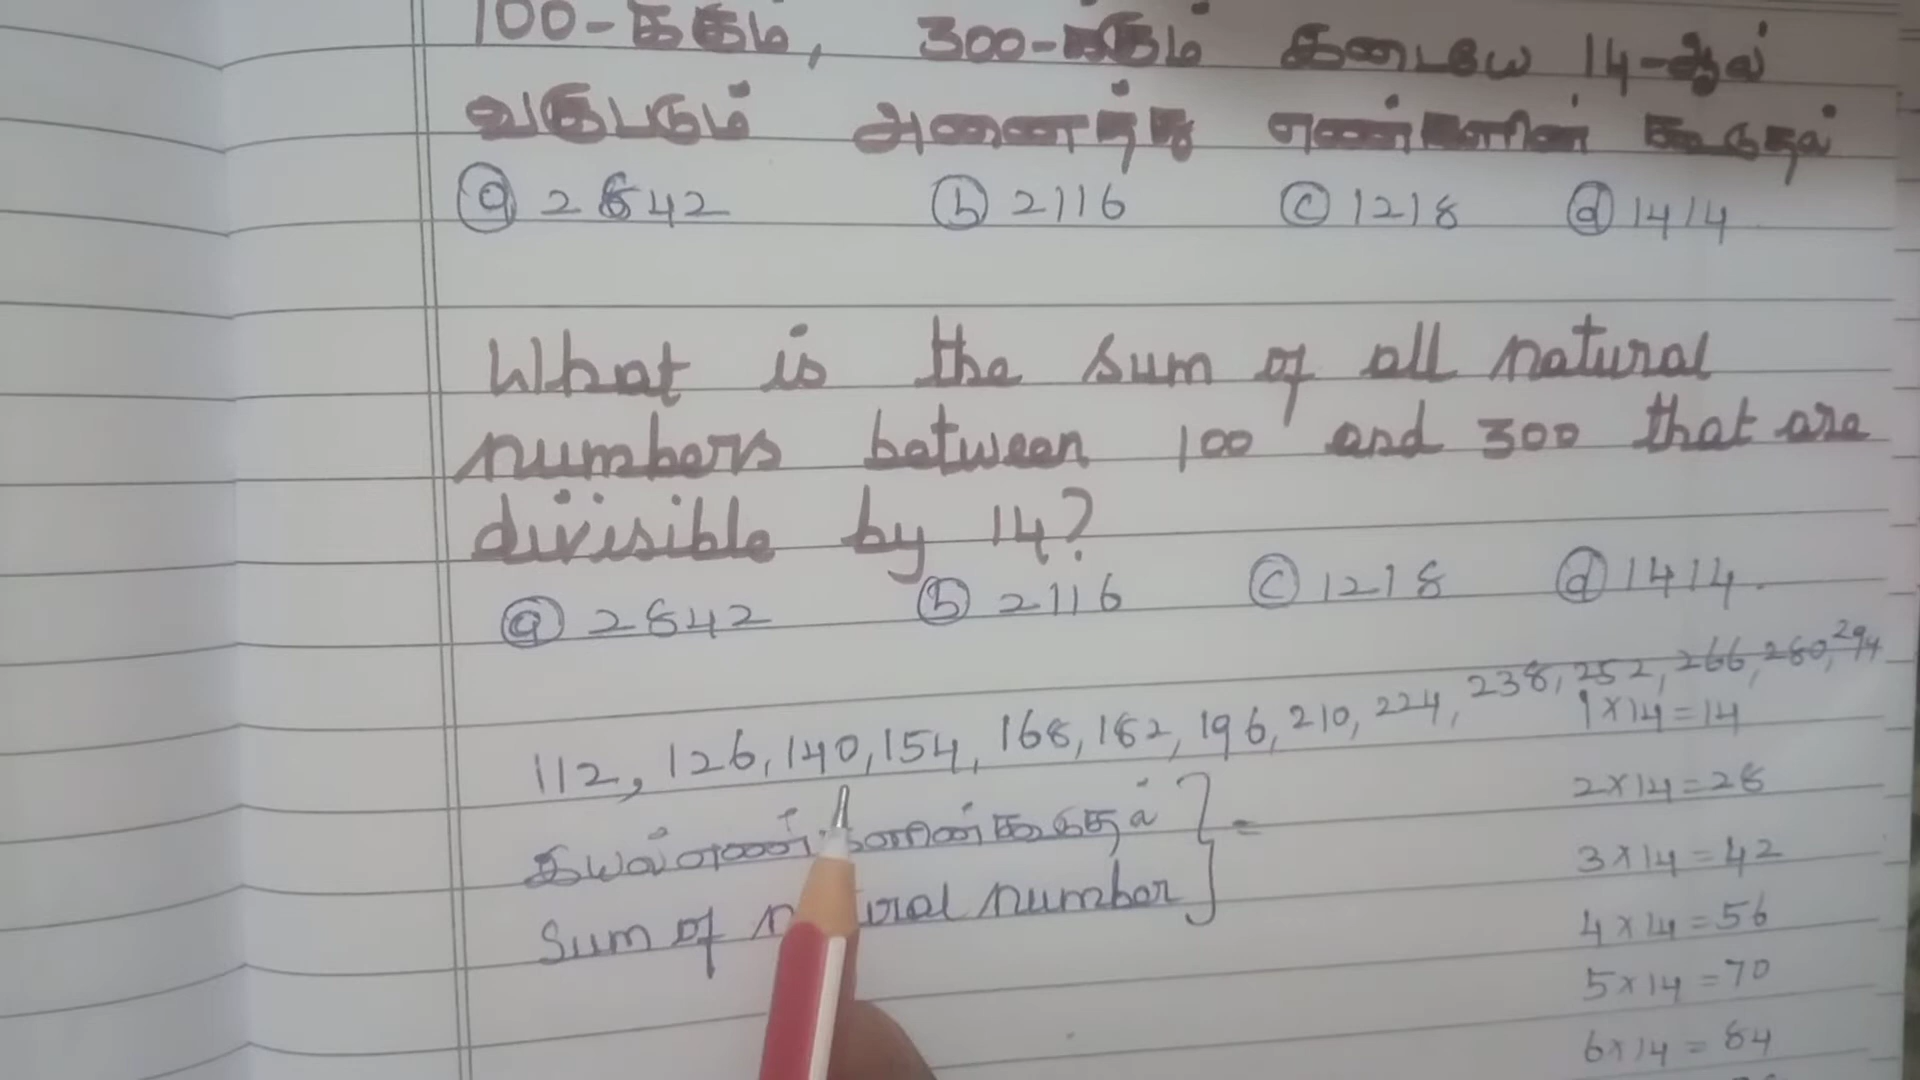 100-க்கும், 300-க்கும் இடையே 14-ஆல்
வகுபடும் அனைத்து எண்களின் கூடுதல்
ⓐ 2842 ⓑ 2116 ⓒ 1218 ⓓ 1414
What is the sum of all natural
numbers between 100 and 300 that are
divisible by 14?
ⓐ 2842 ⓑ 2116 ⓒ 1218 ⓓ 1414.
112, 126, 140, 154, 168, 182, 196, 210, 224, 238, 252, 266, 280, 294
1 x 14 = 14
2 x 14 = 28
இயல் எண்களின் கூடுதல் } =
3 x 14 = 42
Sum of natural number
4 x 14 = 56
5 x 14 = 70
6 x 14 = 84